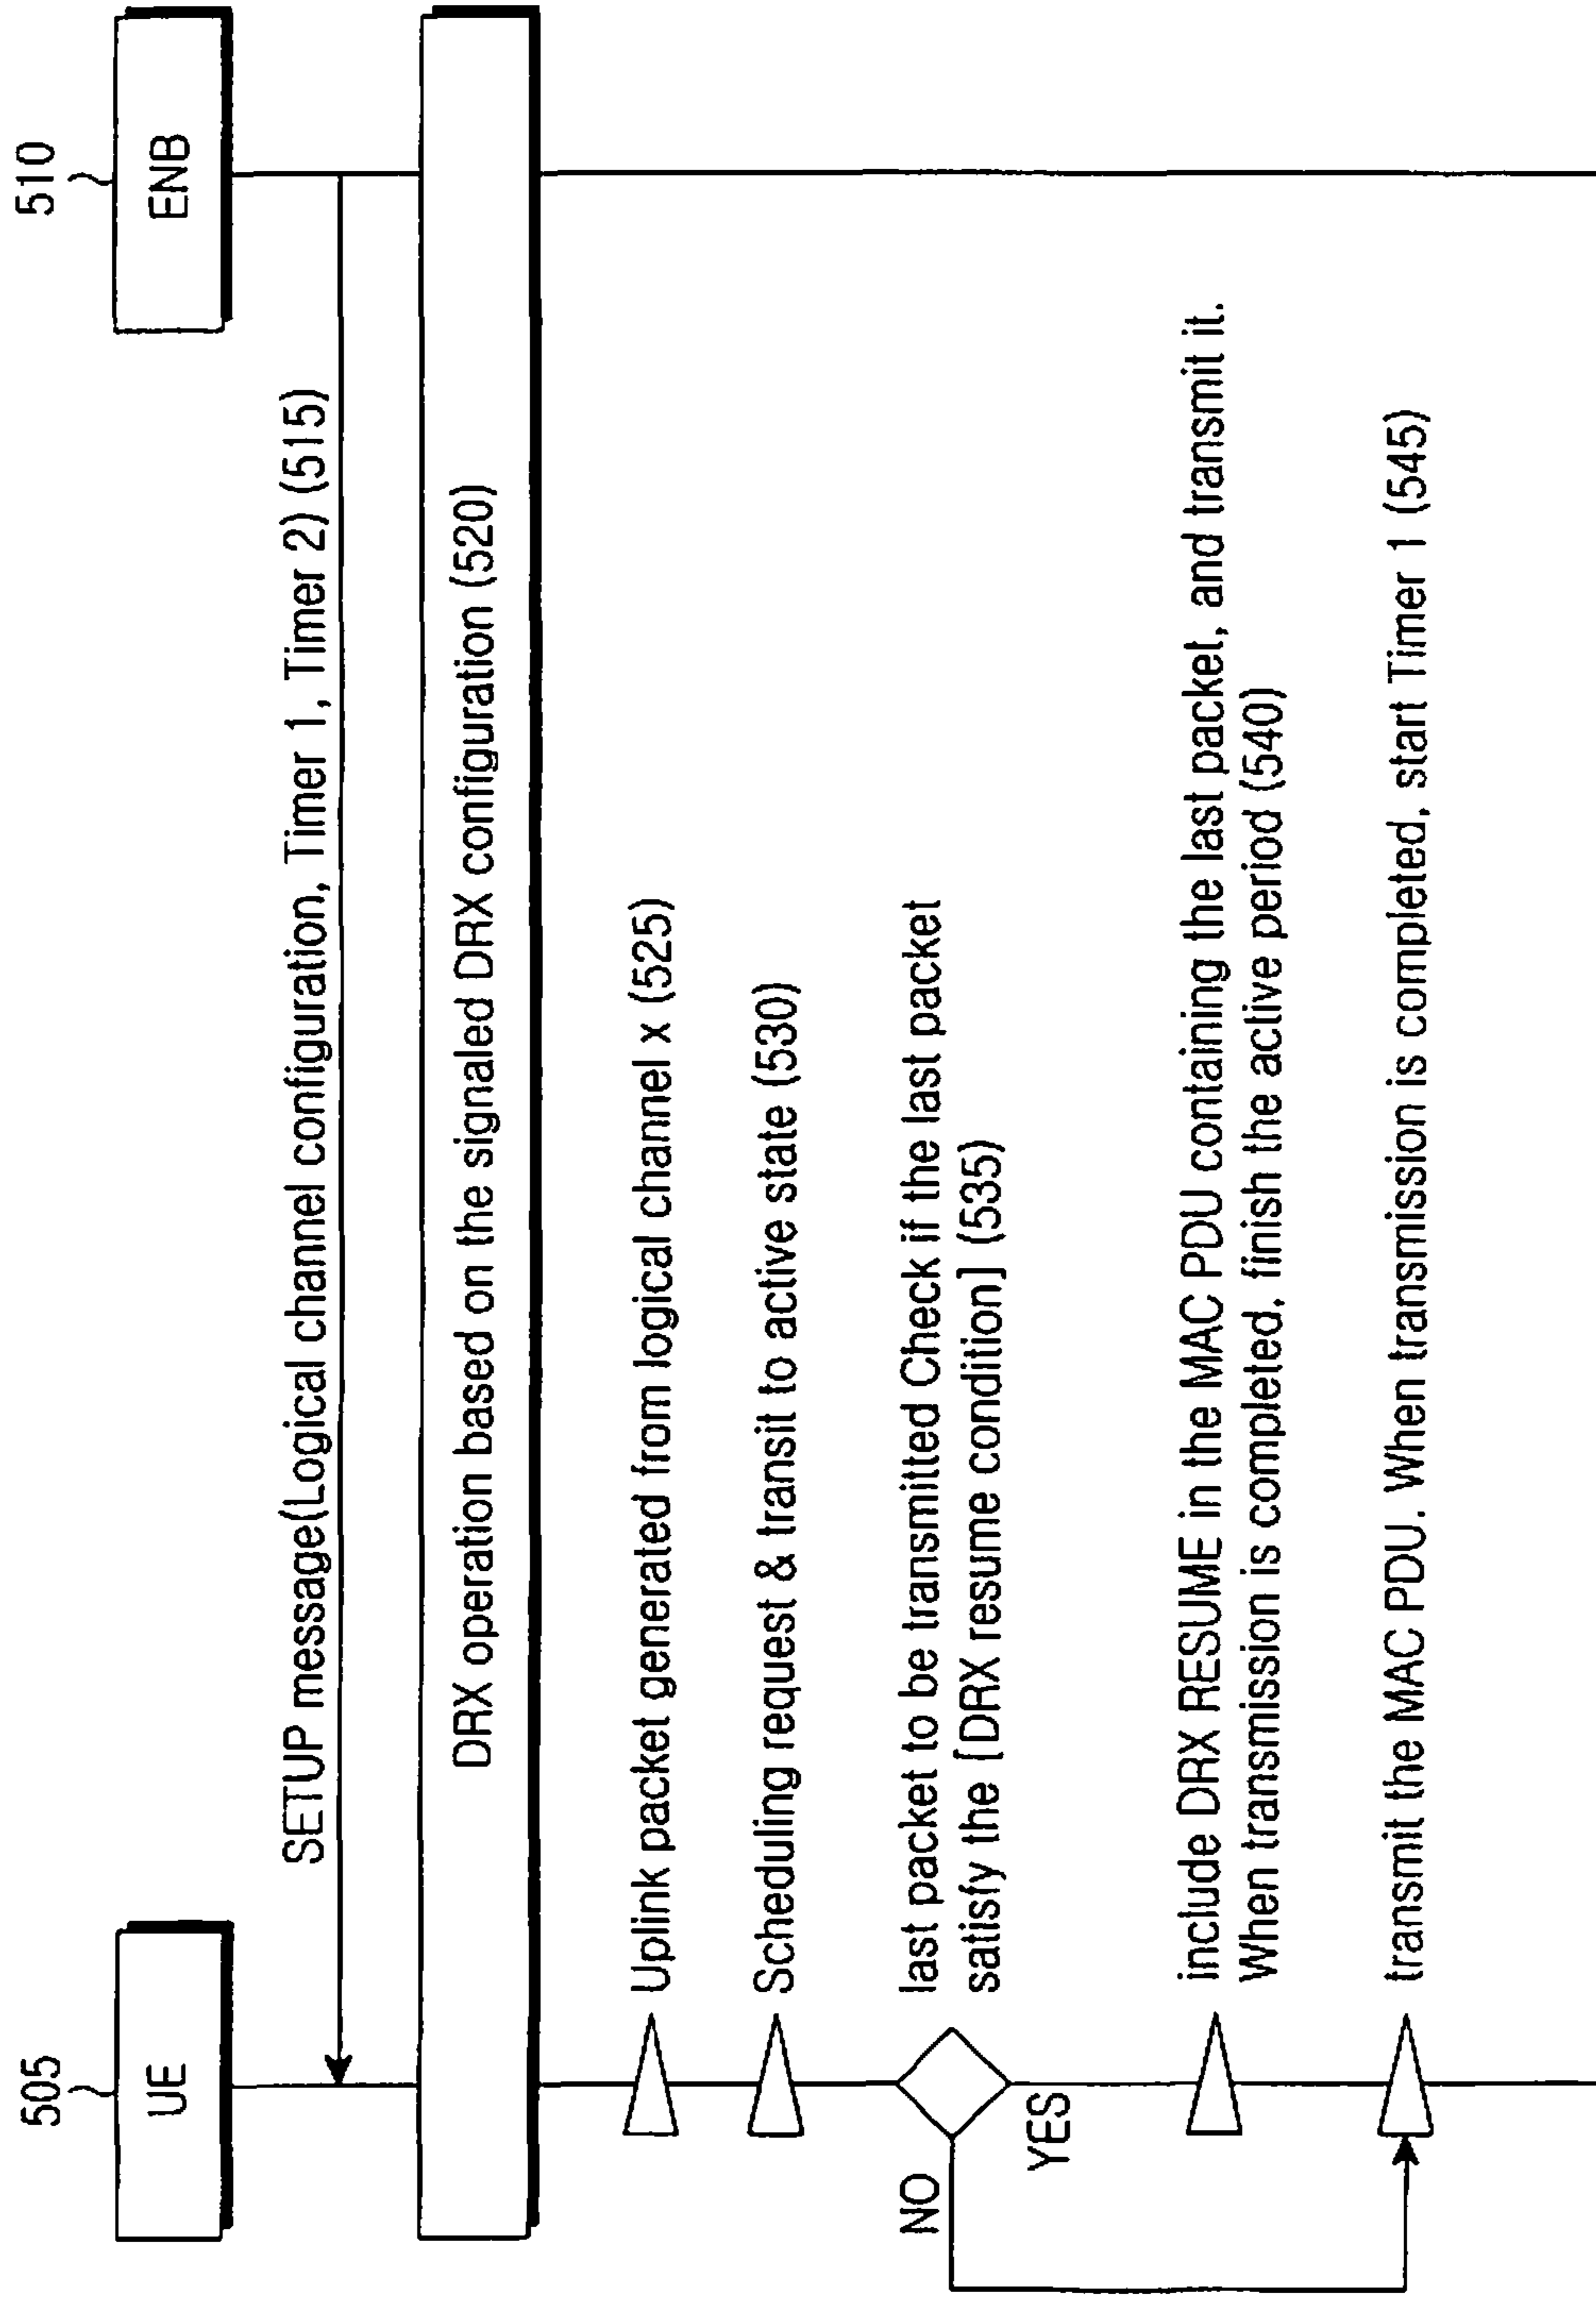 505
510
UE
ENB
SETUP message(Logical channel configuration, Timer 1, Timer 2) (515)
DRX operation based on the signaled DRX configuration (520)
Uplink packet generated from logical channel x (525)
Scheduling request & transit to active state (530)
last packet to be transmitted Check if the last packet
satisfy the [DRX resume condition] (535)
NO
YES
include DRX RESUME in the MAC PDU containing the last packet, and transmit it.
When transmission is completed, finish the active period (540)
transmit the MAC PDU. When transmission is completed, start Timer 1 (545)